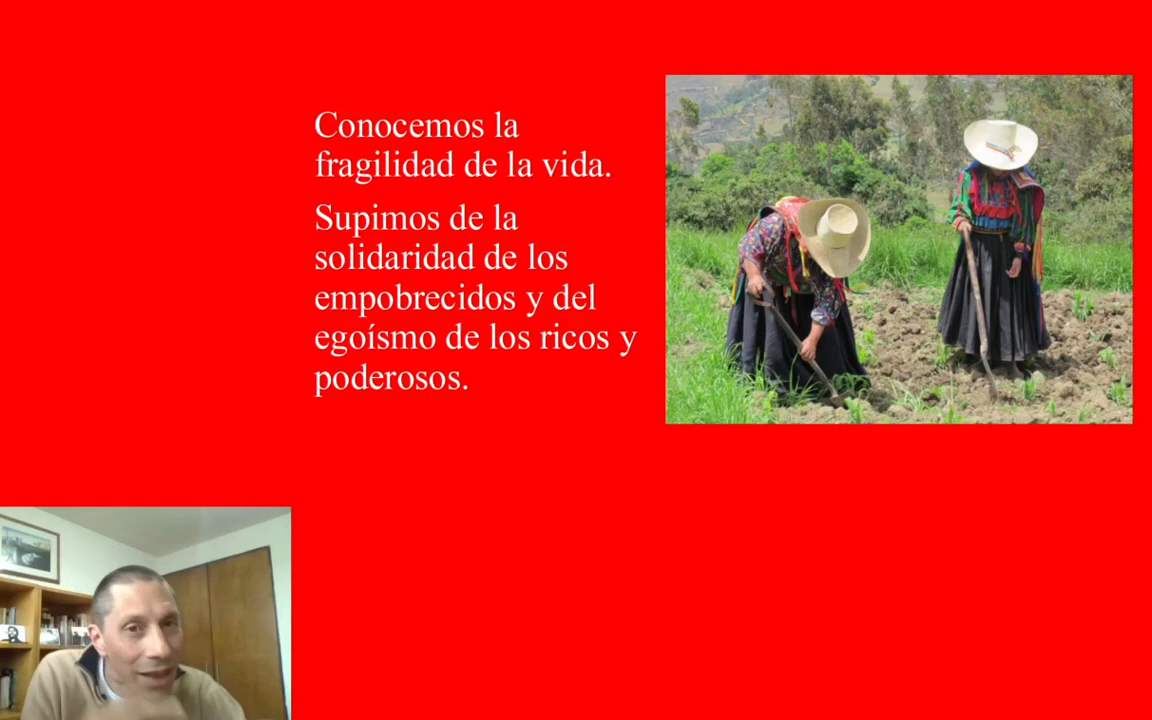 Conocemos la
fragilidad de la vida.
Supimos de la
solidaridad de los
empobrecidos y del
egoísmo de los ricos y
poderosos.